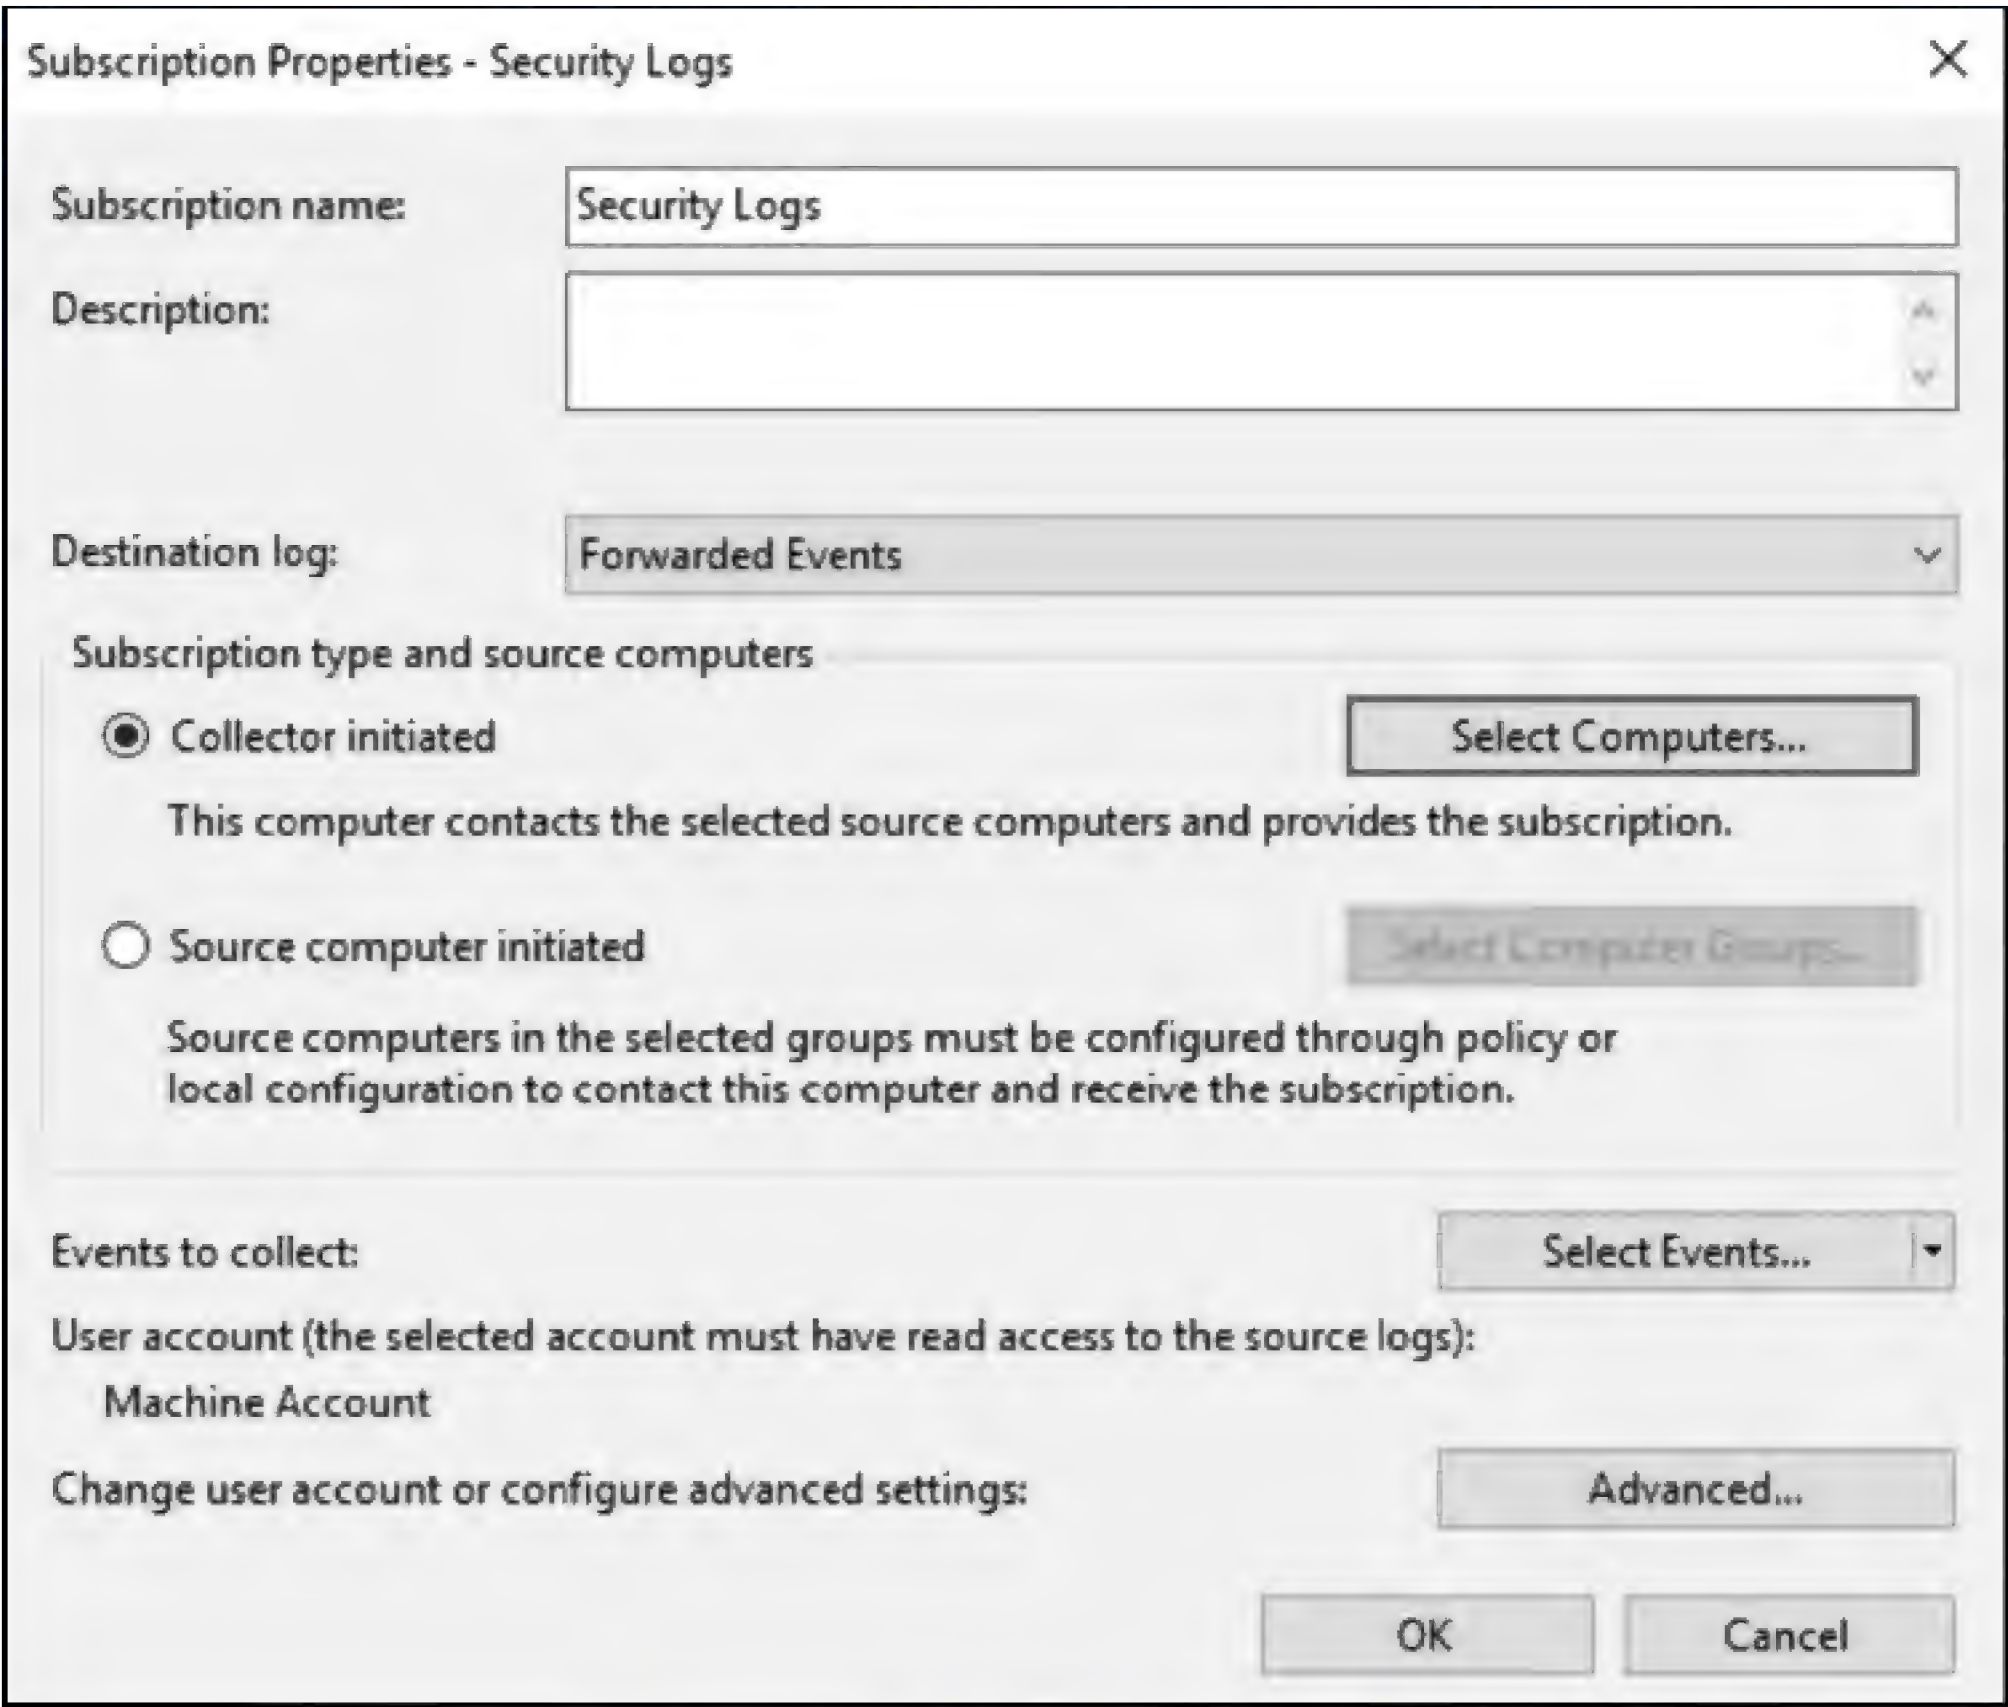 Subscription Properties - Security Logs
Subscription name:
Security Logs
Description:
Destination log:
Forwarded Events
Subscription type and source computers
Collector initiated
Select Computers...
This computer contacts the selected source computers and provides the subscription.
Source computer initiated
Select Computer Groups...
Source computers in the selected groups must be configured through policy or
local configuration to contact this computer and receive the subscription.
Events to collect:
Select Events...
User account (the selected account must have read access to the source logs):
Machine Account
Change user account or configure advanced settings:
Advanced...
OK
Cancel